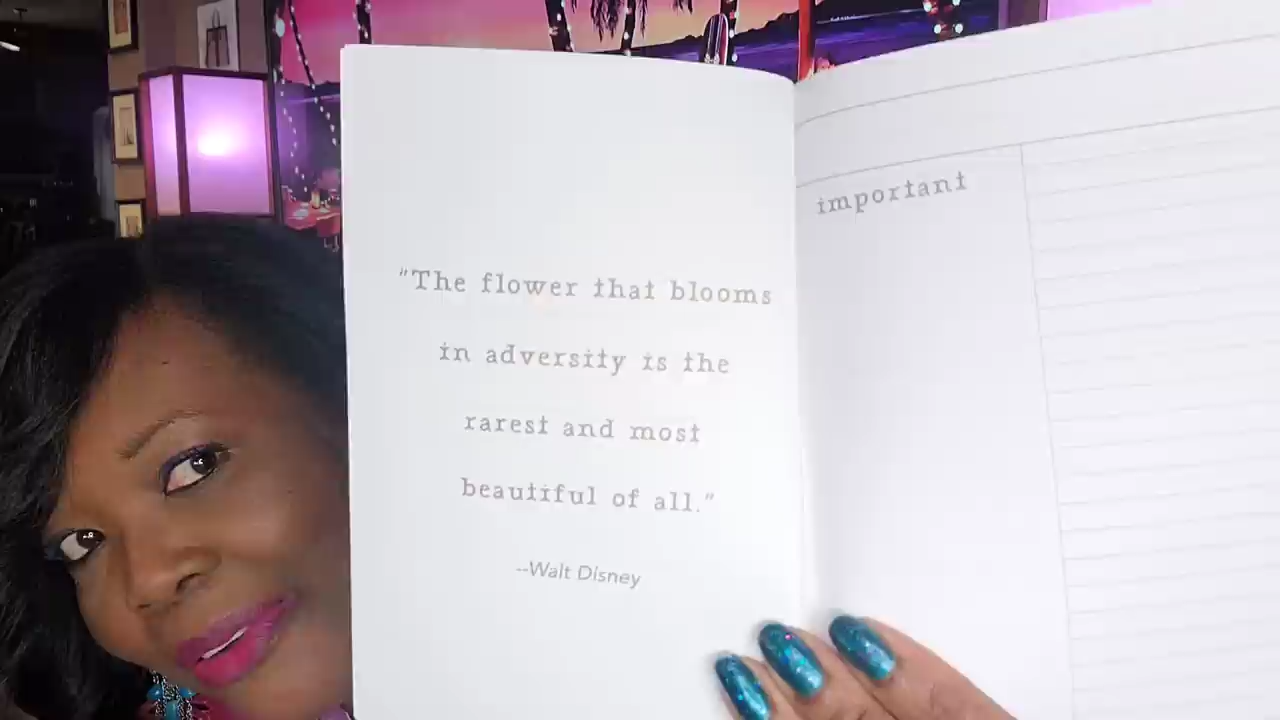 “The flower that blooms
in adversity is the
rarest and most
beautiful of all.”
--Walt Disney
important